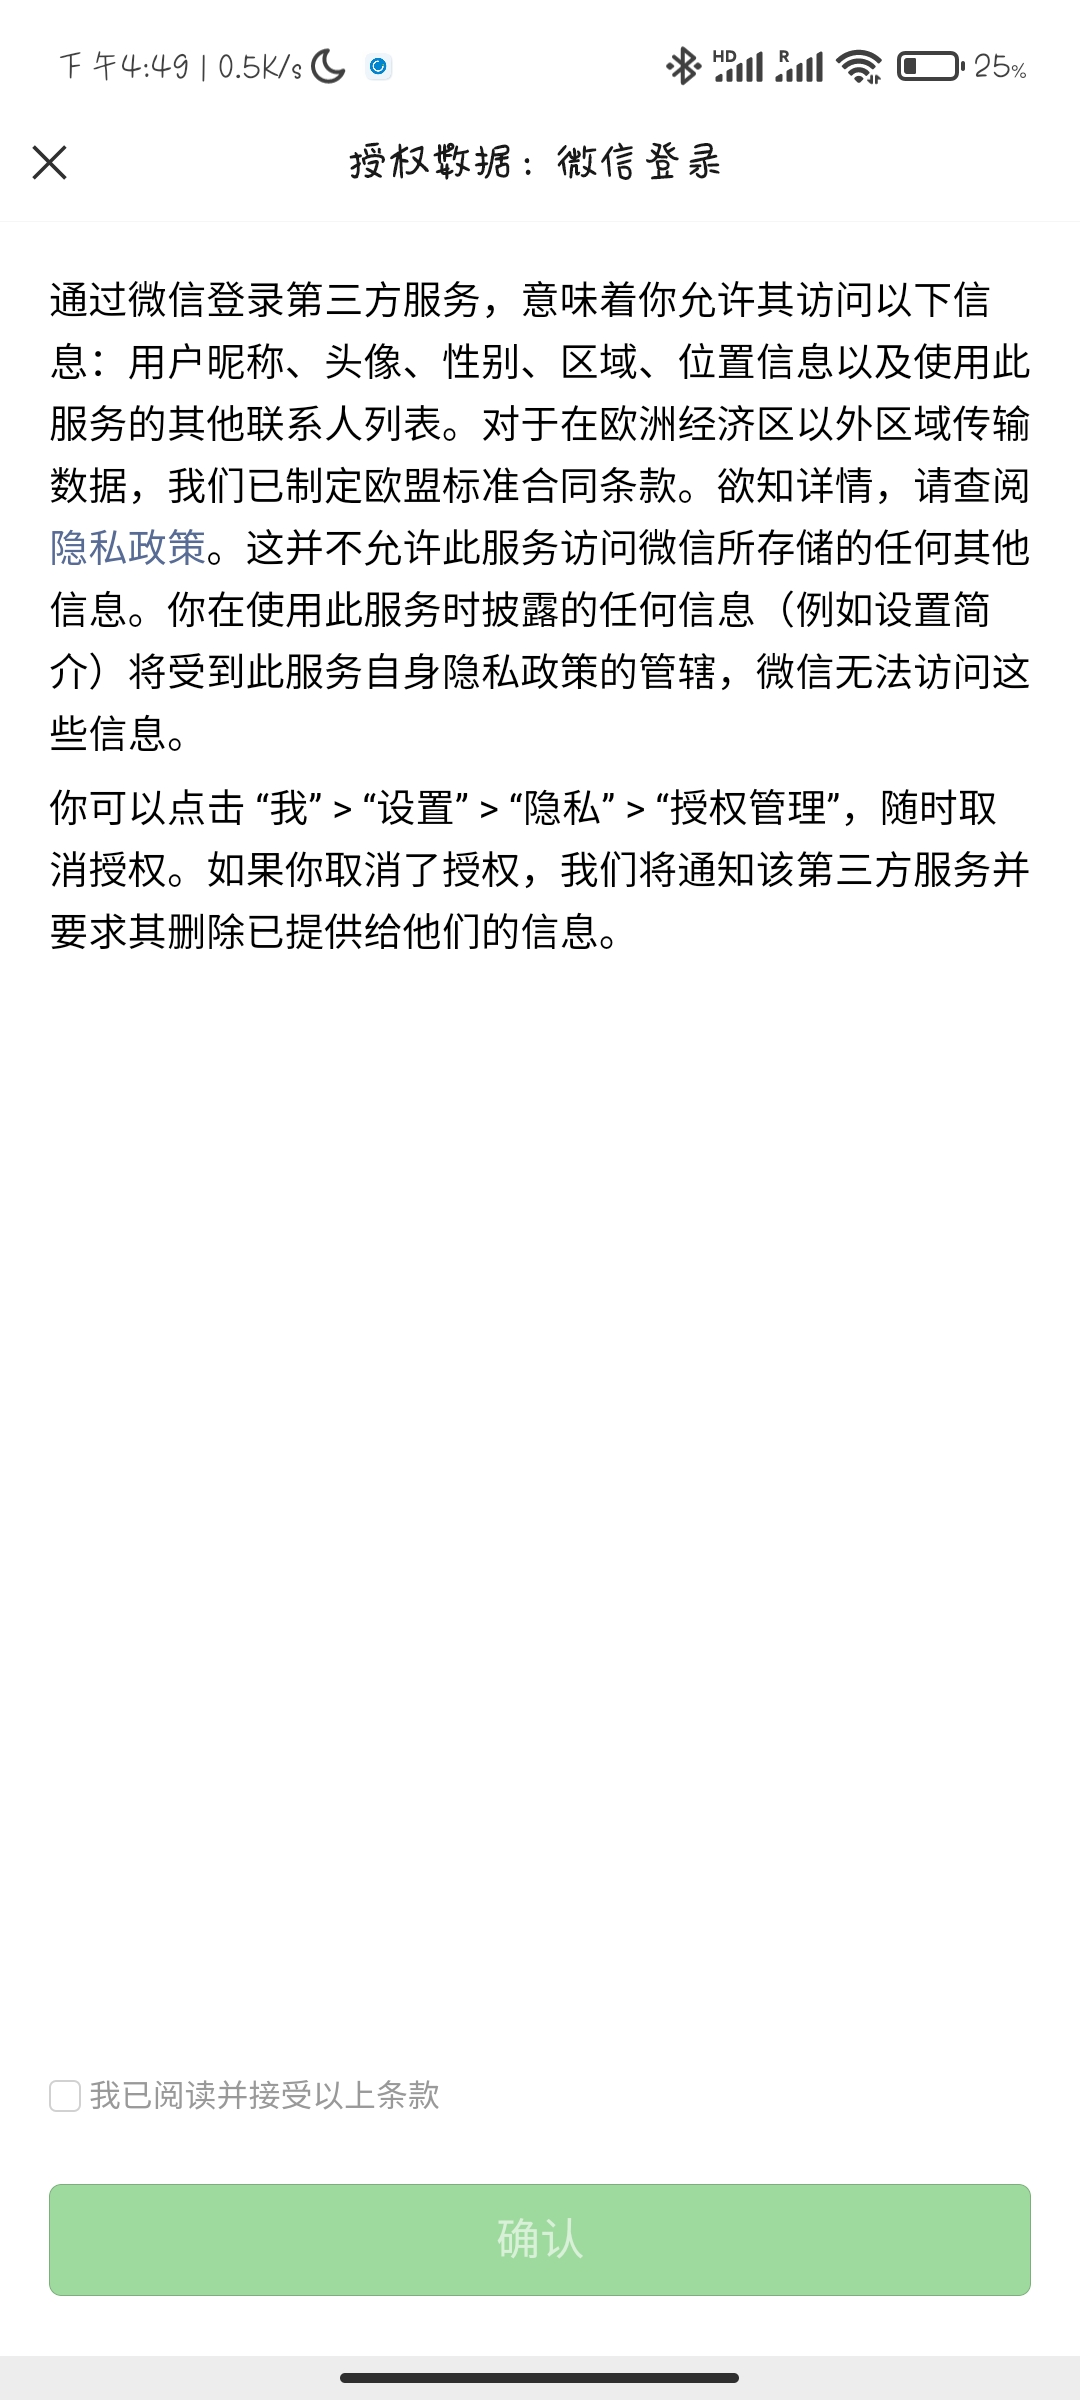 下午4:49 | 0.5K/s
HD
R
25%
授权数据：微信登录
通过微信登录第三方服务，意味着你允许其访问以下信
息：用户昵称、头像、性别、区域、位置信息以及使用此
服务的其他联系人列表。对于在欧洲经济区以外区域传输
数据，我们已制定欧盟标准合同条款。欲知详情，请查阅
隐私政策。这并不允许此服务访问微信所存储的任何其他
信息。你在使用此服务时披露的任何信息（例如设置简
介）将受到此服务自身隐私政策的管辖，微信无法访问这
些信息。
你可以点击 “我” > “设置” > “隐私” > “授权管理”，随时取
消授权。如果你取消了授权，我们将通知该第三方服务并
要求其删除已提供给他们的信息。
我已阅读并接受以上条款
确认